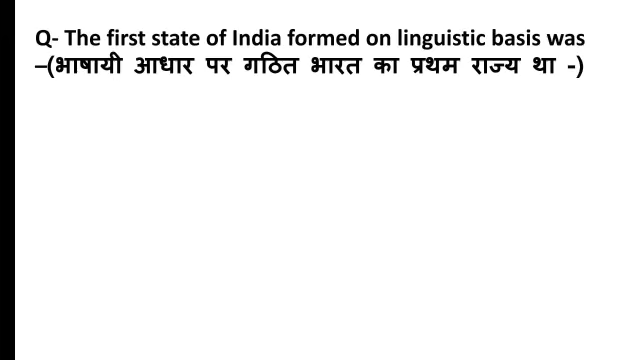 Q- The first state of India formed on linguistic basis was
–(भाषायी आधार पर गठित भारत का प्रथम राज्य था -)